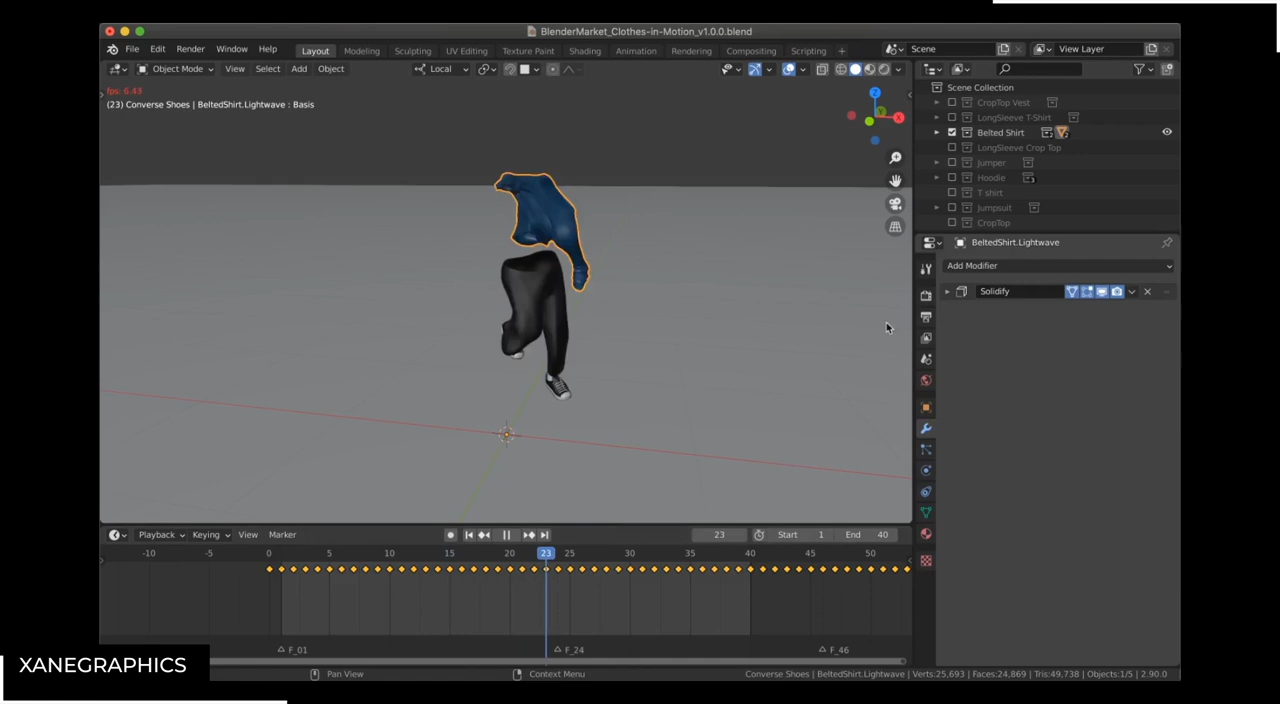 BlenderMarket_Clothes-in-Motion_v1.0.0.blend
File Edit Render Window Help Layout Modeling Sculpting UV Editing Texture Paint Shading Animation Rendering Compositing Scripting + Scene View Layer
Object Mode View Select Add Object Local
fps: 6.43
(23) Converse Shoes | BeltedShirt.Lightwave : Basis
Z
Y
X
Scene Collection
CropTop Vest
LongSleeve T-Shirt
Belted Shirt
LongSleeve Crop Top
Jumper
Hoodie 3
T shirt
Jumpsuit
CropTop
BeltedShirt.Lightwave
Add Modifier
Solidify
Playback Keying View Marker 23 Start 1 End 40
-10 -5 0 5 10 15 20 23 25 30 35 40 45 50
F_01 F_24 F_46
XANEGRAPHICS
Pan View Context Menu Converse Shoes | BeltedShirt.Lightwave | Verts:25,693 | Faces:24,869 | Tris:49,738 | Objects:1/5 | 2.90.0